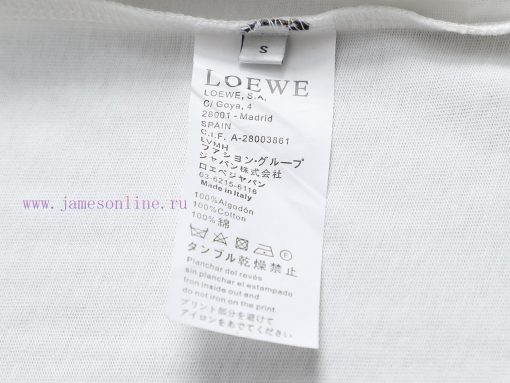 S
LOEWE
LOEWE, S.A.
C/ Goya, 4
28001 - Madrid
SPAIN
C.I.F. A-28003861
LVMH
ファション・グループ
ジャパン株式会社
ロエベジャパン
03-6215-6116
Made in Italy
www.jamesonline.ru
100%Algodón
100%Cotton
100%綿
タンブル乾燥禁止
Planchar del revés
sin planchar el estampado
Iron inside out end
do not iron on the print
プリント部分を避けて
アイロンをあてでください